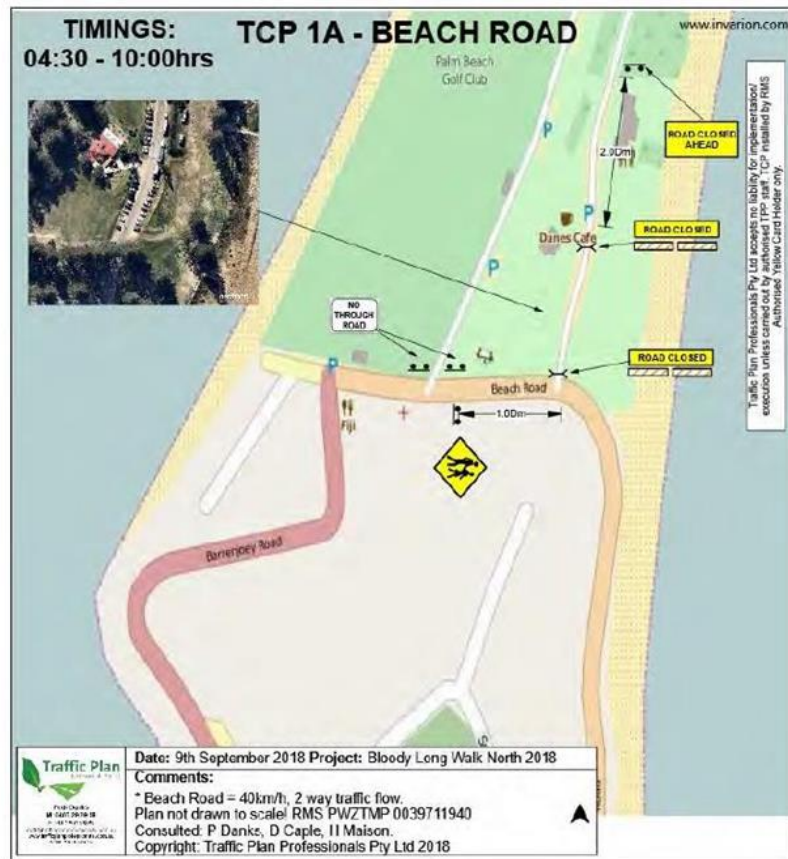 TIMINGS:
04:30 - 10:00hrs
TCP 1A - BEACH ROAD
www.invarion.com
Palm Beach
Golf Club
P
ROAD CLOSED
AHEAD
2.0Dm
P
Danes Cafe
ROAD CLOSED
P
NO
THROUGH
ROAD
ROAD CLOSED
P
Beach Road
Fiji
1.0Dm
Barrenjoey Road
Traffic Plan Professionals Pty Ltd accepts no liability for implementation/
execution unless carried out by authorised TPP staff. TCP installed by RMS
Authorised Yellow Card Holder only.
Traffic Plan
Date: 9th September 2018 Project: Bloody Long Walk North 2018
Comments:
* Beach Road = 40km/h, 2 way traffic flow.
Plan not drawn to scale! RMS PWZTMP 0039711940
Consulted: P Danks, D Caple, H Maison.
Copyright: Traffic Plan Professionals Pty Ltd 2018